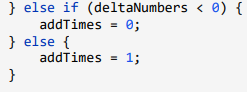 } else if (deltaNumbers < 0) {
    addTimes = 0;
} else {
    addTimes = 1;
}